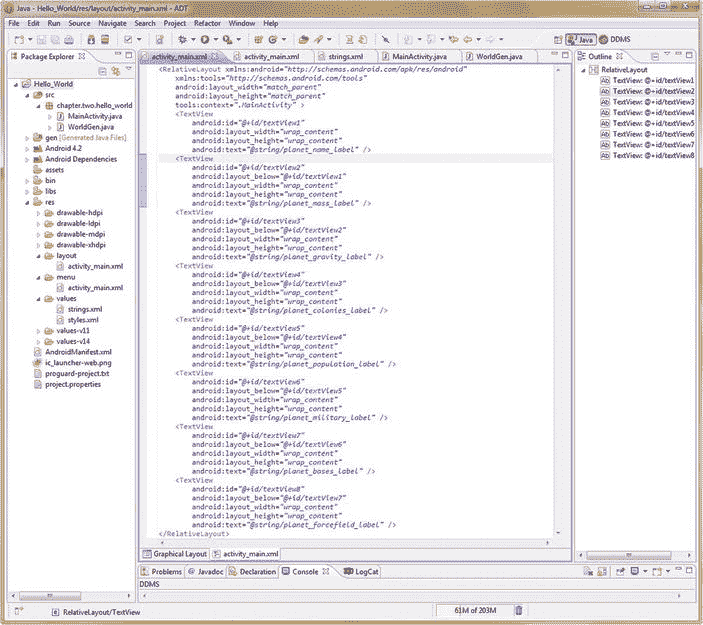 Java - Hello_World/res/layout/activity_main.xml - ADT
File Edit Run Source Navigate Search Project Refactor Window Help
Java DDMS
Package Explorer
Hello_World
src
chapter.two.hello_world
MainActivity.java
WorldGen.java
gen [Generated Java Files]
Android 4.2
Android Dependencies
assets
bin
libs
res
drawable-hdpi
drawable-ldpi
drawable-mdpi
drawable-xhdpi
layout
activity_main.xml
menu
activity_main.xml
values
strings.xml
styles.xml
values-v11
values-v14
AndroidManifest.xml
ic_launcher-web.png
proguard-project.txt
project.properties
activity_main.xml activity_main.xml strings.xml MainActivity.java WorldGen.java
<RelativeLayout xmlns:android="http://schemas.android.com/apk/res/android"
xmlns:tools="http://schemas.android.com/tools"
android:layout_width="match_parent"
android:layout_height="match_parent"
tools:context=".MainActivity" >
<TextView
android:id="@+id/textView1"
android:layout_width="wrap_content"
android:layout_height="wrap_content"
android:text="@string/planet_name_label" />
<TextView
android:id="@+id/textView2"
android:layout_below="@+id/textView1"
android:layout_width="wrap_content"
android:layout_height="wrap_content"
android:text="@string/planet_mass_label" />
<TextView
android:id="@+id/textView3"
android:layout_below="@+id/textView2"
android:layout_width="wrap_content"
android:layout_height="wrap_content"
android:text="@string/planet_gravity_label" />
<TextView
android:id="@+id/textView4"
android:layout_below="@+id/textView3"
android:layout_width="wrap_content"
android:layout_height="wrap_content"
android:text="@string/planet_colonies_label" />
<TextView
android:id="@+id/textView5"
android:layout_below="@+id/textView4"
android:layout_width="wrap_content"
android:layout_height="wrap_content"
android:text="@string/planet_population_label" />
<TextView
android:id="@+id/textView6"
android:layout_below="@+id/textView5"
android:layout_width="wrap_content"
android:layout_height="wrap_content"
android:text="@string/planet_military_label" />
<TextView
android:id="@+id/textView7"
android:layout_below="@+id/textView6"
android:layout_width="wrap_content"
android:layout_height="wrap_content"
android:text="@string/planet_bases_label" />
<TextView
android:id="@+id/textView8"
android:layout_below="@+id/textView7"
android:layout_width="wrap_content"
android:layout_height="wrap_content"
android:text="@string/planet_forcefield_label" />
</RelativeLayout>
Graphical Layout activity_main.xml
Outline
RelativeLayout
Ab TextView: @+id/textView1
Ab TextView: @+id/textView2
Ab TextView: @+id/textView3
Ab TextView: @+id/textView4
Ab TextView: @+id/textView5
Ab TextView: @+id/textView6
Ab TextView: @+id/textView7
Ab TextView: @+id/textView8
Problems @ Javadoc Declaration Console LogCat
DDMS
RelativeLayout/TextView
61M of 203M